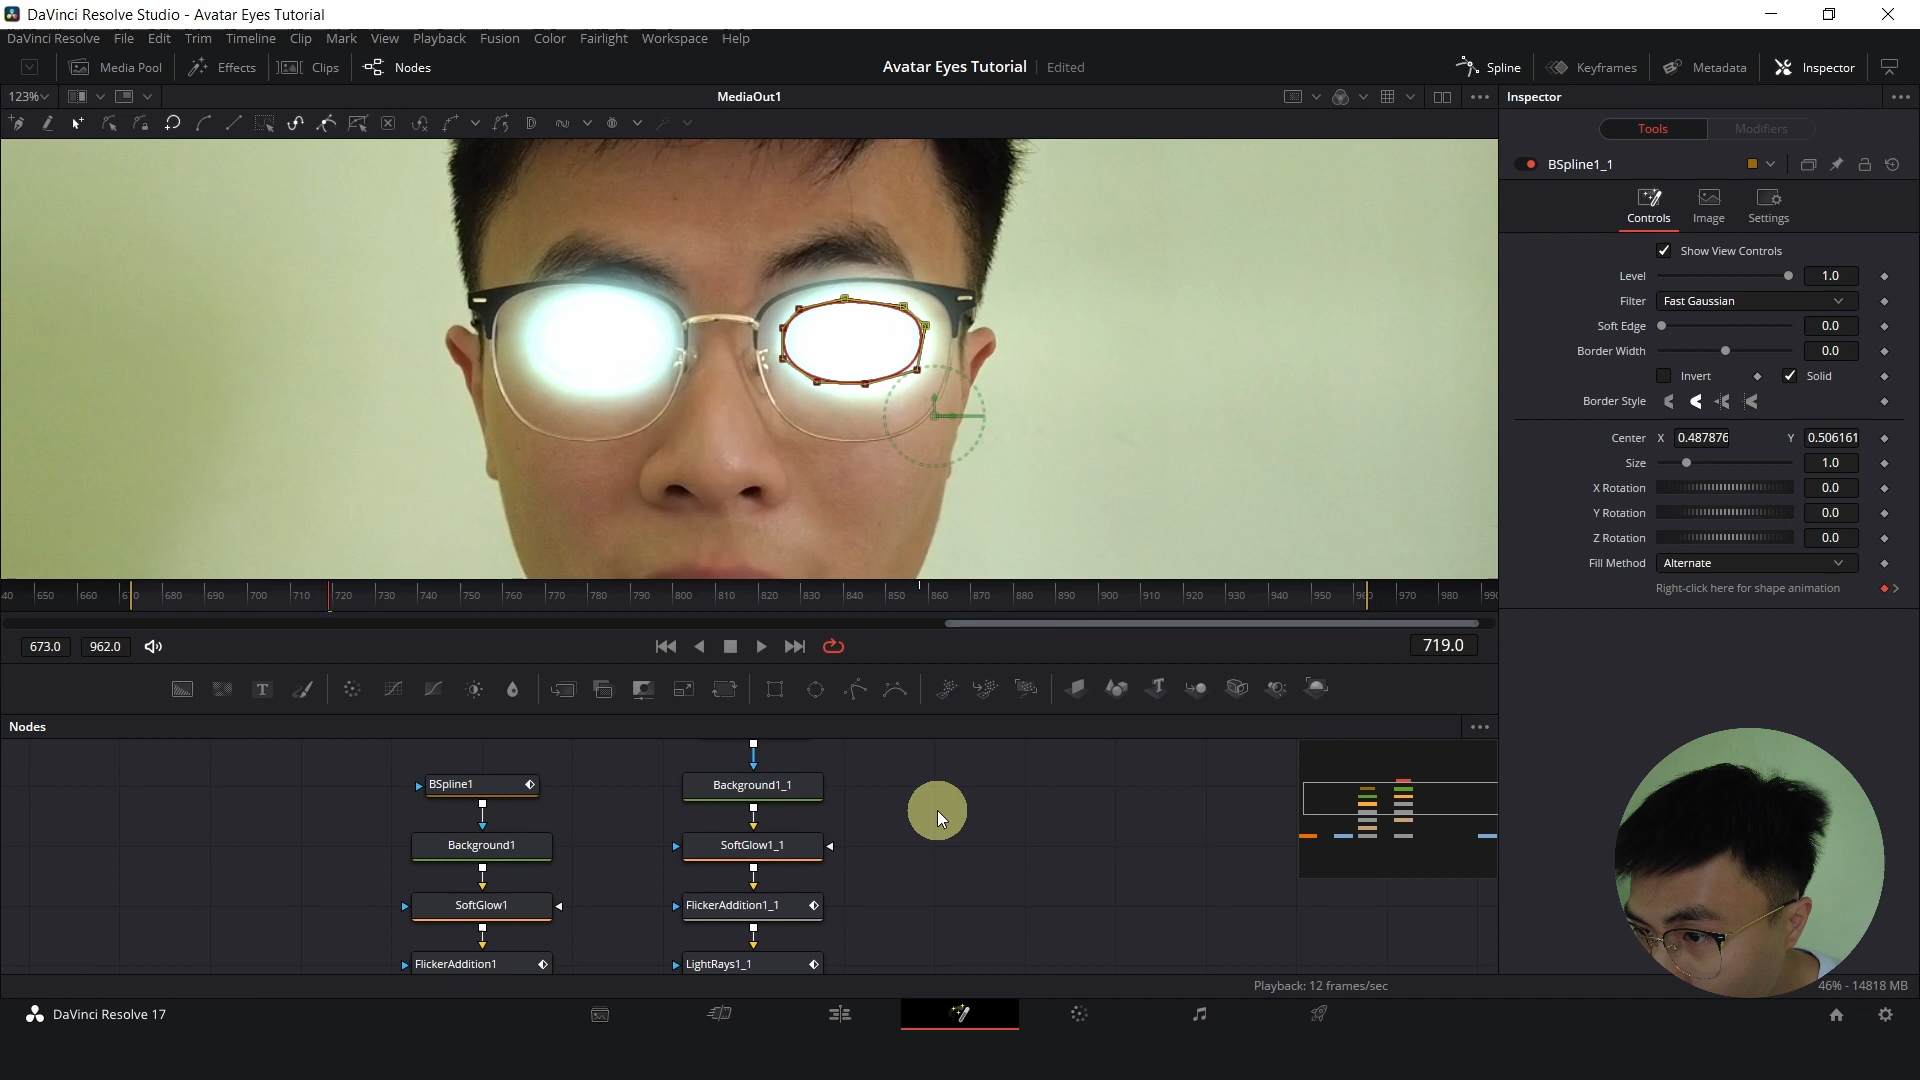 DaVinci Resolve Studio - Avatar Eyes Tutorial
DaVinci Resolve File Edit Trim Timeline Clip Mark View Playback Fusion Color Fairlight Workspace Help
Media Pool Effects Clips Nodes Avatar Eyes Tutorial Edited Spline Keyframes Metadata Inspector
123% MediaOut1 Inspector
Tools Modifiers
BSpline1_1
Controls Image Settings
Show View Controls
Level 1.0
Filter Fast Gaussian
Soft Edge 0.0
Border Width 0.0
Invert Solid
Border Style
Center X 0.487876 Y 0.506161
Size 1.0
X Rotation 0.0
Y Rotation 0.0
Z Rotation 0.0
Fill Method Alternate
Right-click here for shape animation
40 650 660 670 680 690 700 710 720 730 740 750 760 770 780 790 800 810 820 830 840 850 860 870 880 890 900 910 920 930 940 950 960 970 980 990
673.0 962.0 719.0
Nodes
BSpline1
Background1
SoftGlow1
FlickerAddition1
Background1_1
SoftGlow1_1
FlickerAddition1_1
LightRays1_1
Playback: 12 frames/sec 46% - 14818 MB
DaVinci Resolve 17